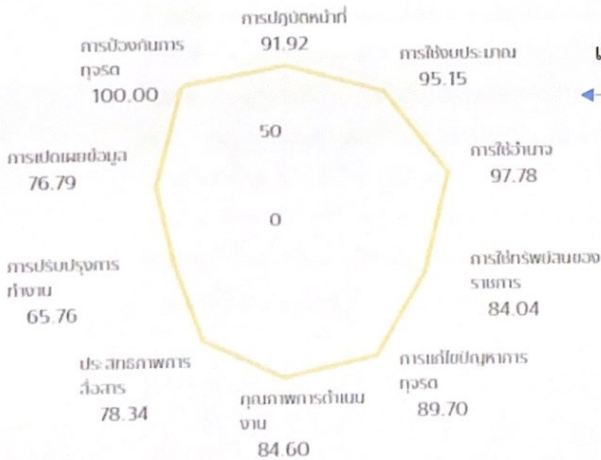 การปฏิบัติหน้าที่
91.92
การใช้งบประมาณ
95.15
การใช้อำนาจ
97.78
การใช้ทรัพย์สินของ
ราชการ
84.04
การแก้ไขปัญหาการ
ทุจริต
89.70
คุณภาพการดำเนิน
งาน
84.60
ประสิทธิภาพการ
สื่อสาร
78.34
การปรับปรุงการ
ทำงาน
65.76
การเปิดเผยข้อมูล
76.79
การป้องกันการ
ทุจริต
100.00
50
0